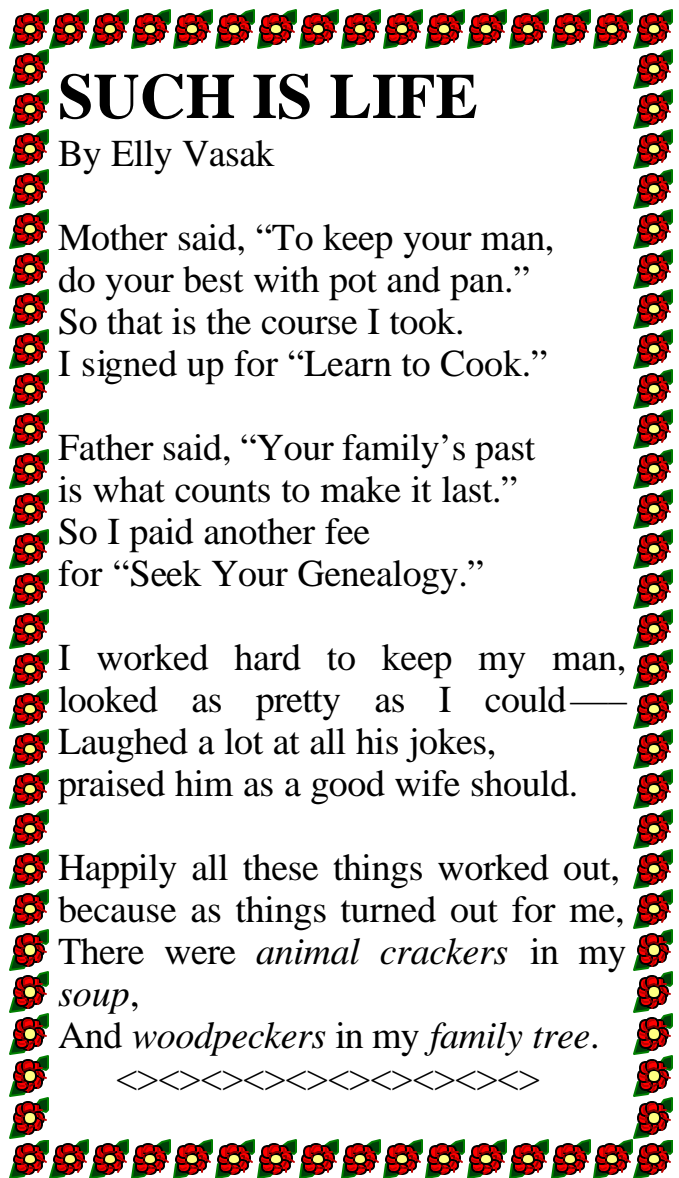 SUCH IS LIFE
By Elly Vasak

Mother said, “To keep your man,
do your best with pot and pan.”
So that is the course I took.
I signed up for “Learn to Cook.”

Father said, “Your family’s past
is what counts to make it last.”
So I paid another fee
for “Seek Your Genealogy.”

I worked hard to keep my man,
looked as pretty as I could——
Laughed a lot at all his jokes,
praised him as a good wife should.

Happily all these things worked out,
because as things turned out for me,
There were animal crackers in my
soup,
And woodpeckers in my family tree.
<><><><><><><><><><>